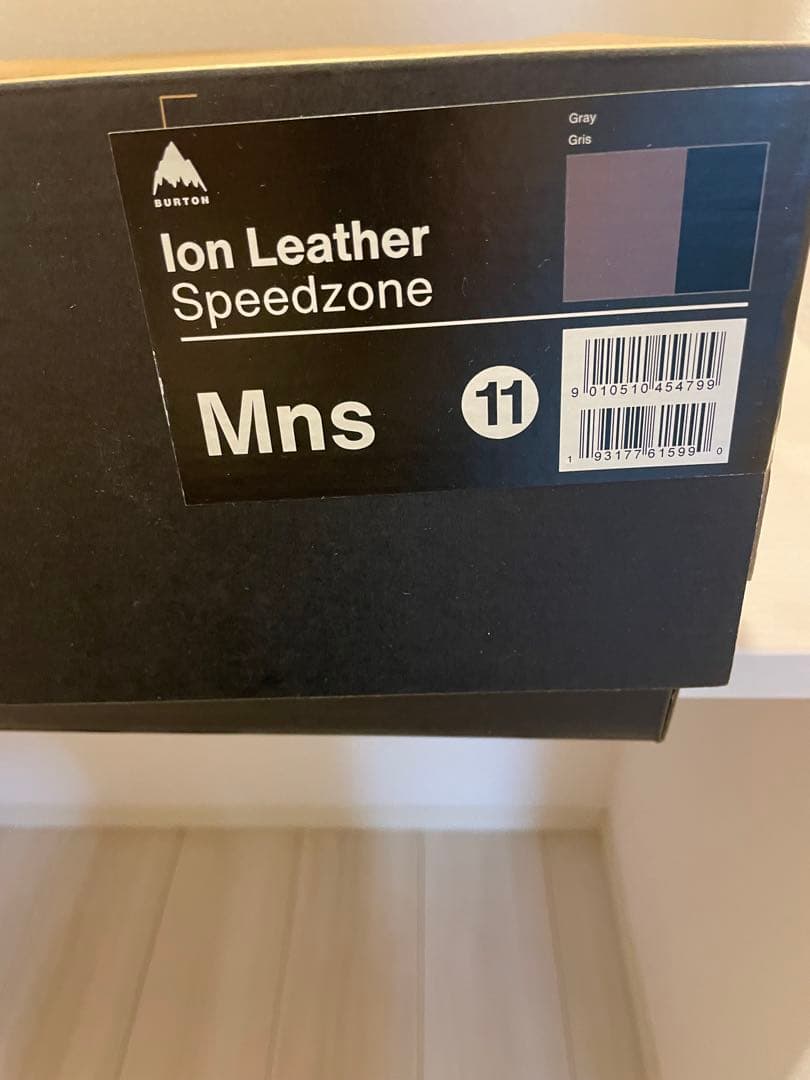 BURTON
Ion Leather
Speedzone
Gray
Gris
Mns
11
9 010510 454799
1 93177 61599 0